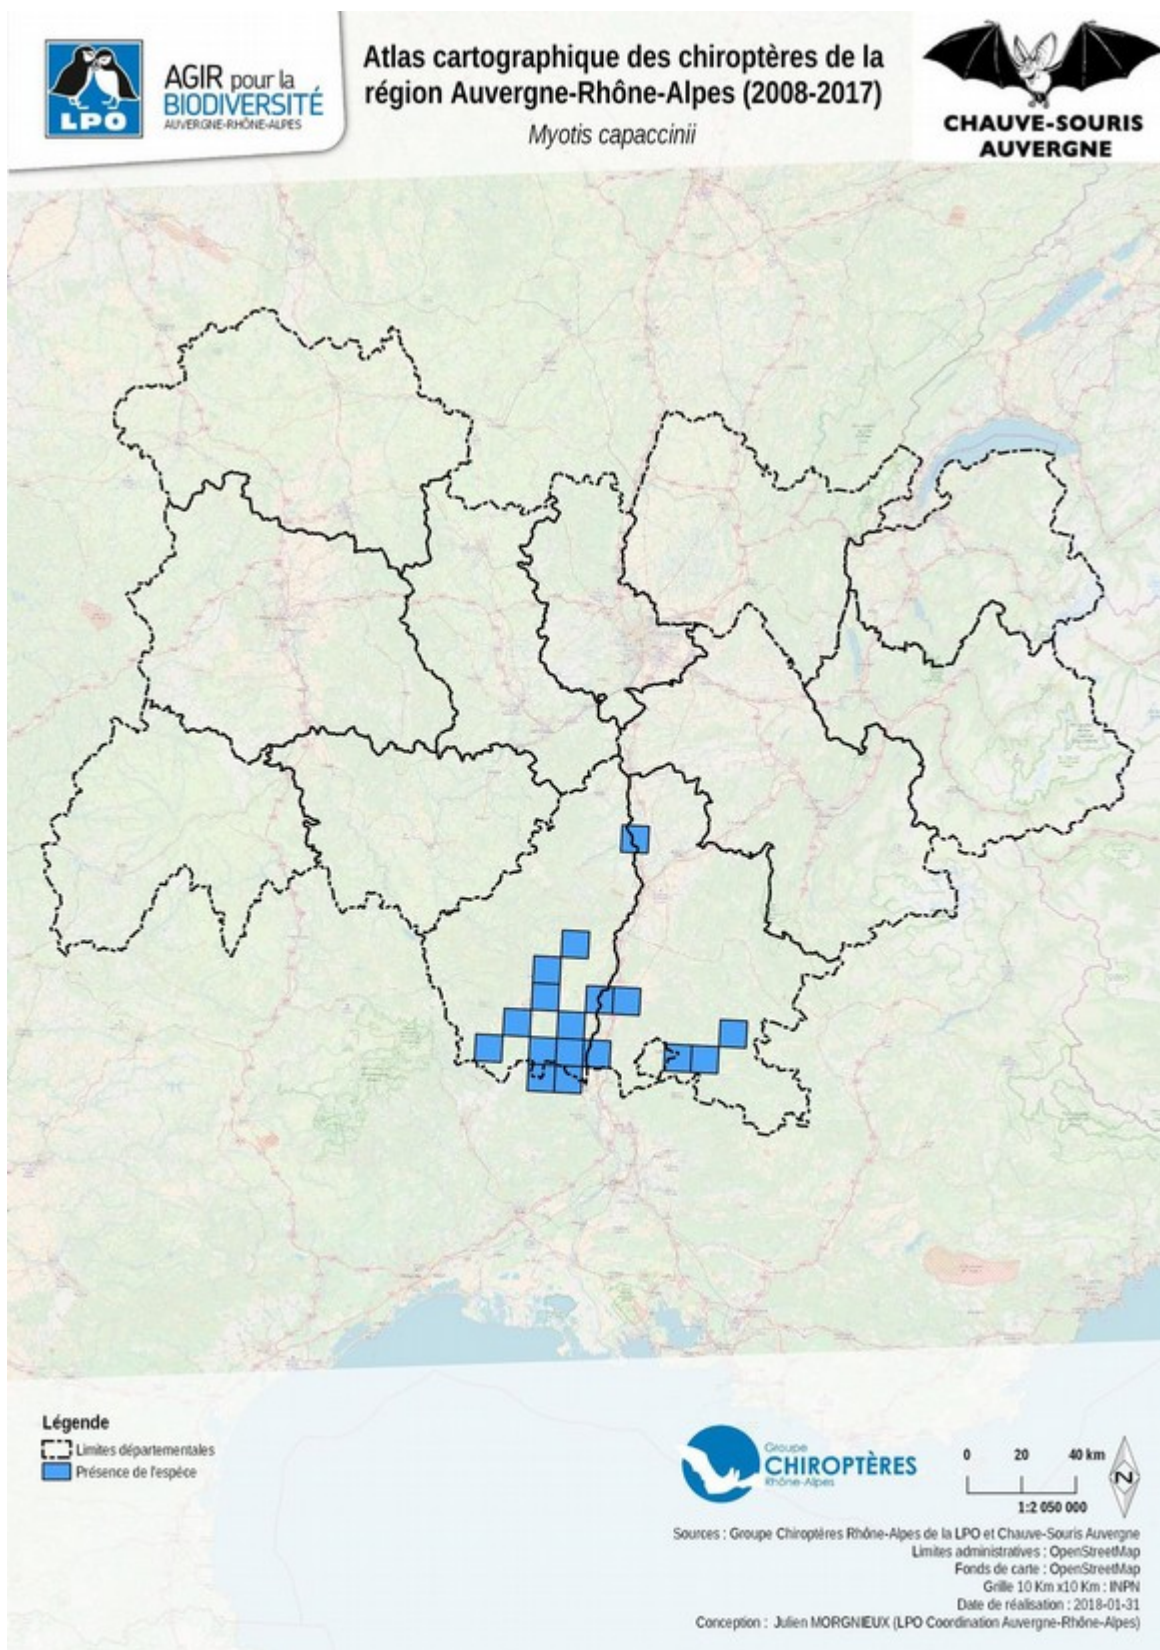 LPO
AGIR pour la
BIODIVERSITÉ
AUVERGNE-RHÔNE-ALPES
Atlas cartographique des chiroptères de la
région Auvergne-Rhône-Alpes (2008-2017)
Myotis capaccinii
CHAUVE-SOURIS
AUVERGNE
Légende
Limites départementales
Présence de l'espéce
Groupe
CHIROPTÈRES
Rhône-Alpes
0 20 40 km
1:2 050 000
N
Sources : Groupe Chiroptères Rhône-Alpes de la LPO et Chauve-Souris Auvergne
Limites administratives : OpenStreetMap
Fonds de carte : OpenStreetMap
Grille 10 Km x10 Km : INPN
Date de réalisation : 2018-01-31
Conception : Julien MORGNIEUX (LPO Coordination Auvergne-Rhône-Alpes)